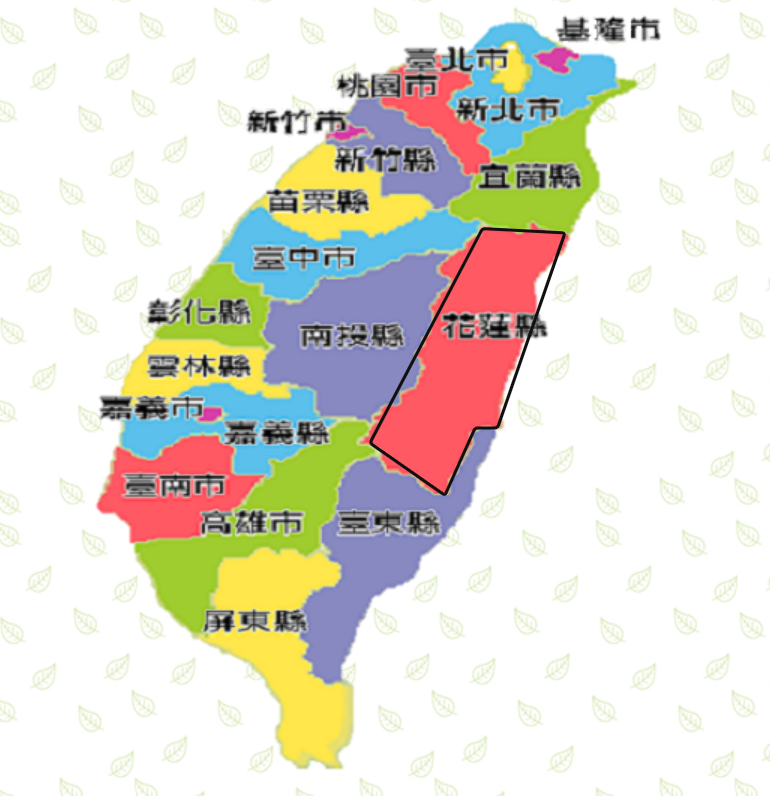 基隆市
臺北市
桃園市
新北市
新竹市
新竹縣
宜蘭縣
苗栗縣
臺中市
彰化縣
花蓮縣
南投縣
雲林縣
嘉義市
嘉義縣
臺南市
高雄市
臺東縣
屏東縣